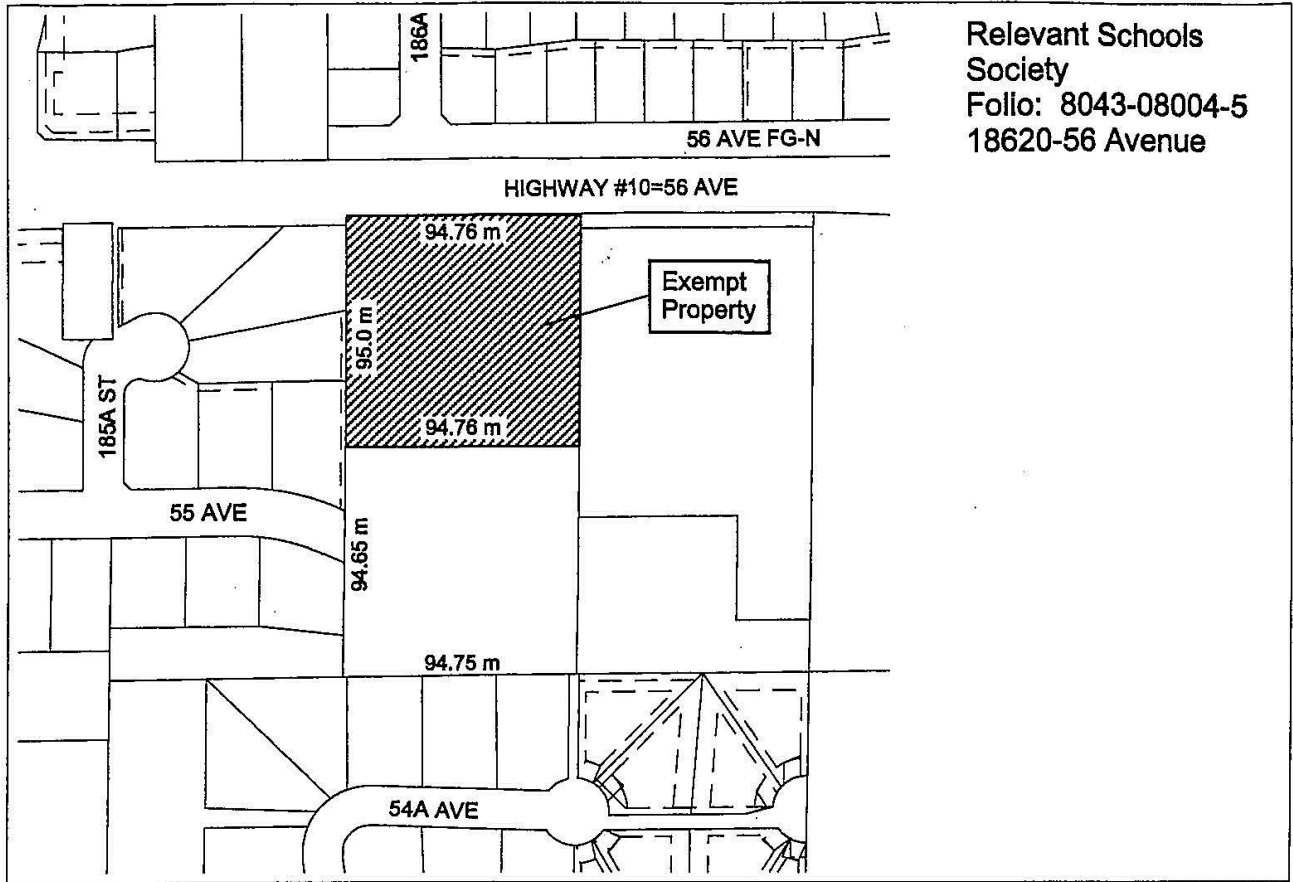 Relevant Schools
Society
Folio: 8043-08004-5
18620-56 Avenue
186A
56 AVE FG-N
HIGHWAY #10=56 AVE
94.76 m
Exempt
Property
95.0 m
94.76 m
185A ST
55 AVE
94.65 m
94.75 m
54A AVE